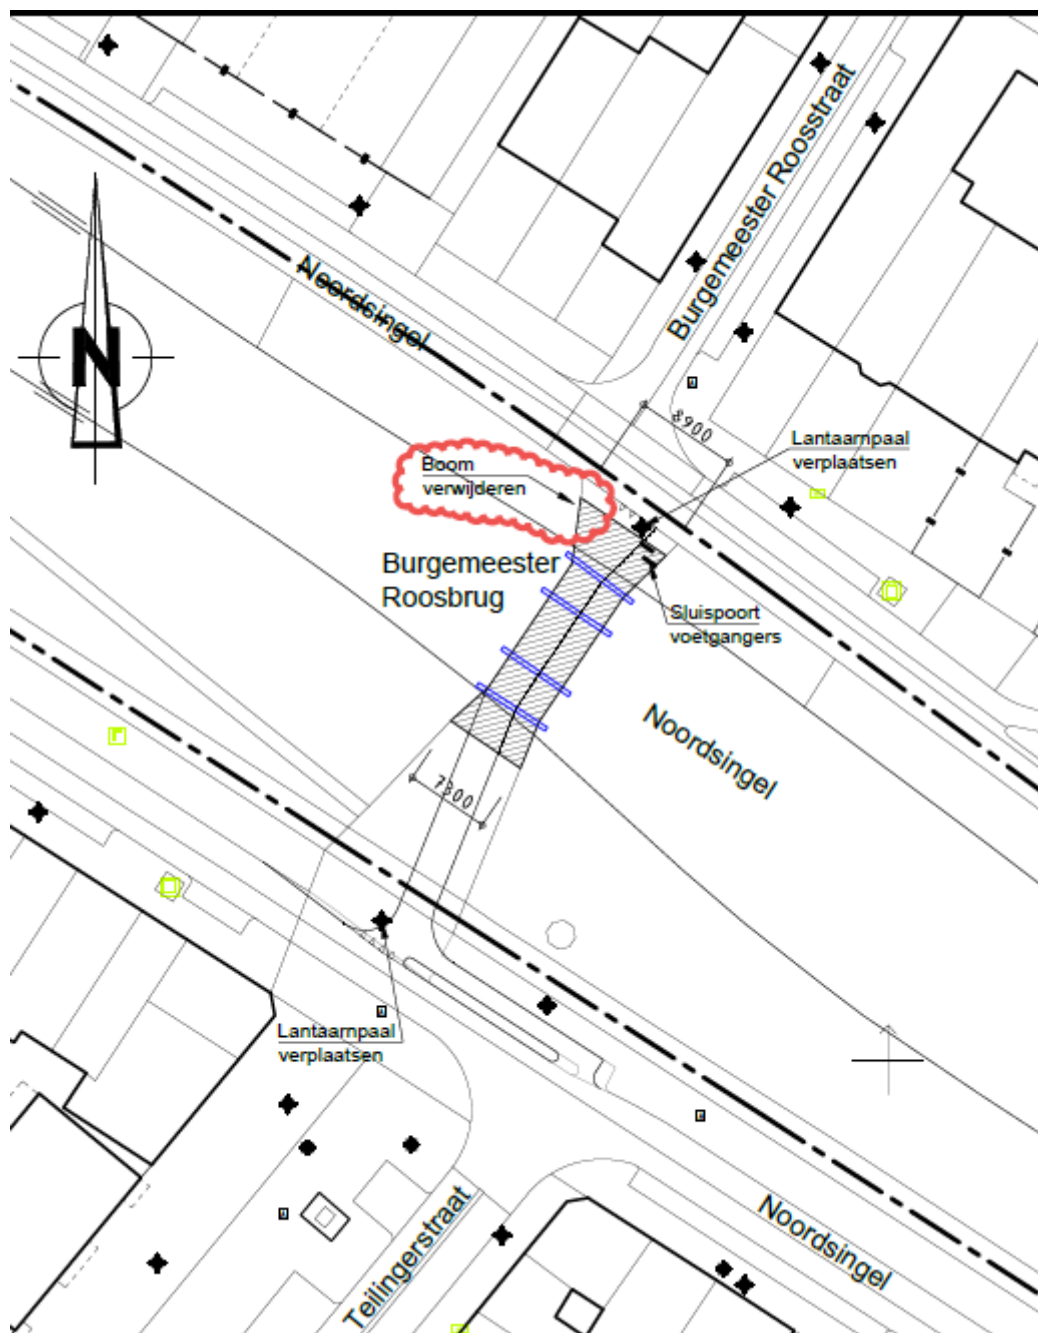 Burgemeester Roosstraat
Noordsingel
N
8900
Lantaarnpaal
verplaatsen
Boom
verwijderen
Burgemeester
Roosbrug
Sluispoort
voetgangers
Noordsingel
7300
Lantaarnpaal
verplaatsen
Teilingerstraat
Noordsingel